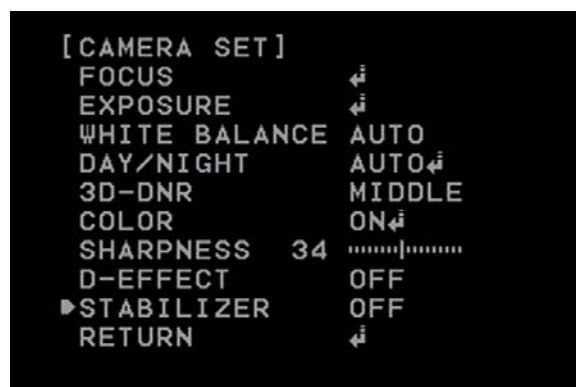 [CAMERA SET]
FOCUS ↲
EXPOSURE ↲
WHITE BALANCE AUTO
DAY/NIGHT AUTO↲
3D-DNR MIDDLE
COLOR ON↲
SHARPNESS 34
D-EFFECT OFF
STABILIZER OFF
RETURN ↲